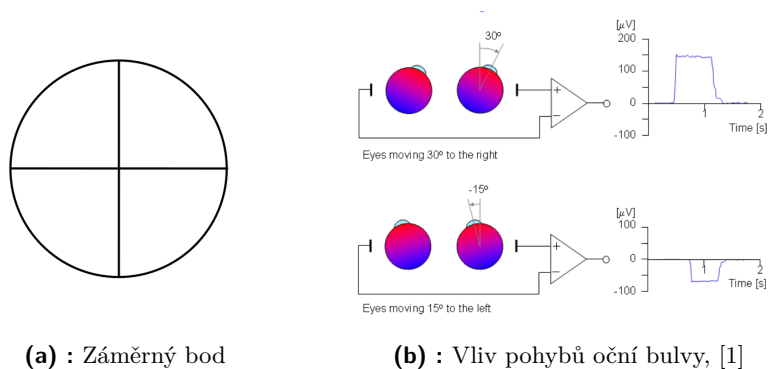 30º
+
−
[µV]
200
100
0
-100
1
2
Time [s]
Eyes moving 30º to the right
-15º
+
−
[µV]
0
-100
1
2
Time [s]
Eyes moving 15º to the left
(a) : Záměrný bod
(b) : Vliv pohybů oční bulvy, [1]